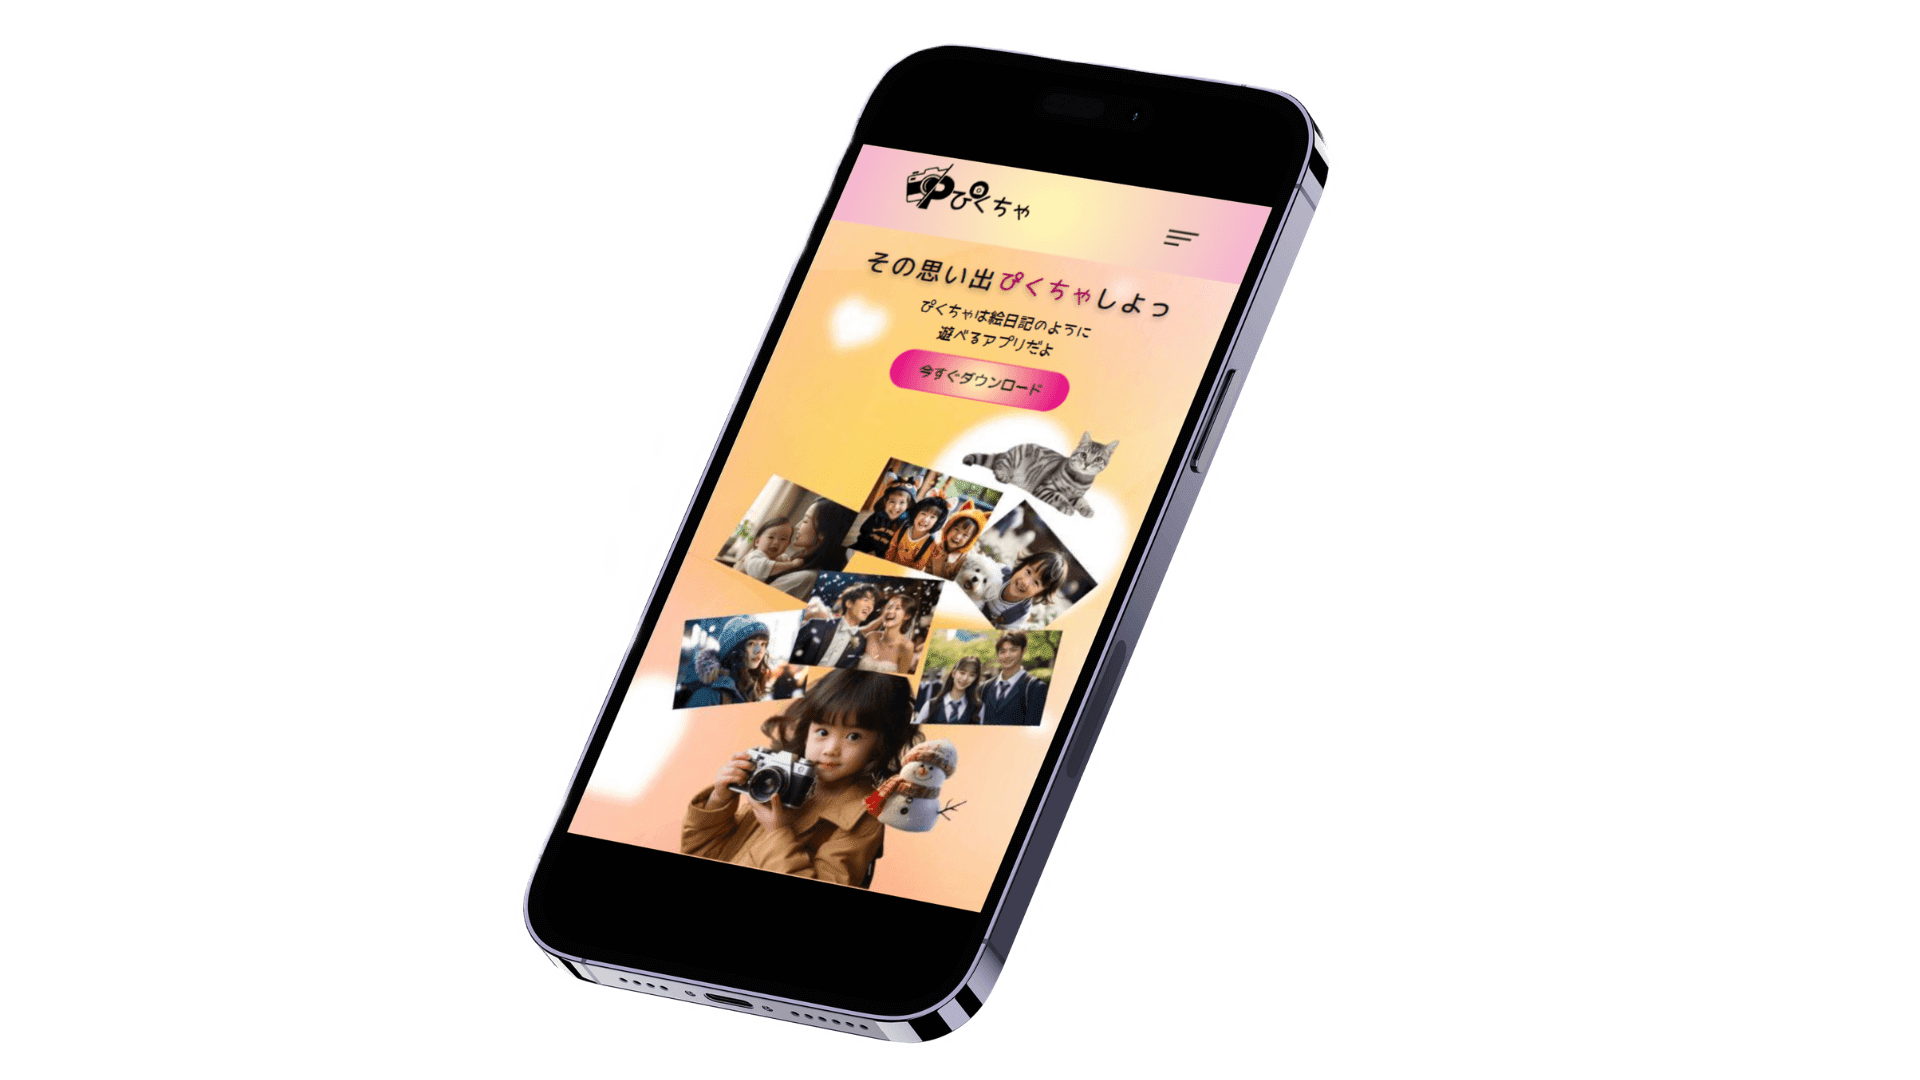 Pぴくちゃ
その思い出ぴくちゃしよっ
ぴくちゃは絵日記のように
遊べるアプリだよ
今すぐダウンロード